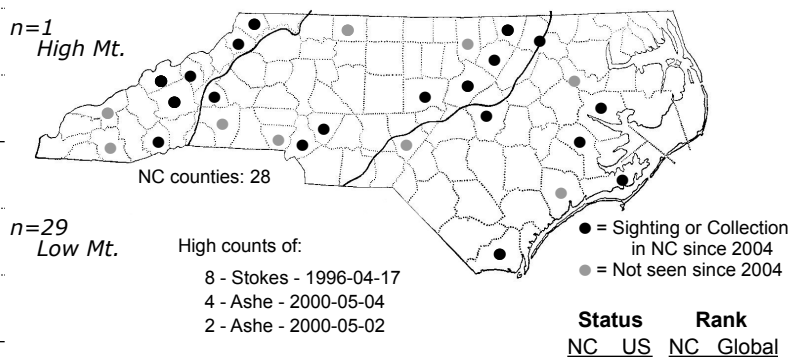 n=1
High Mt.
NC counties: 28
n=29
Low Mt.
High counts of:
8 - Stokes - 1996-04-17
4 - Ashe - 2000-05-04
2 - Ashe - 2000-05-02
● = Sighting or Collection
in NC since 2004
● = Not seen since 2004
Status Rank
NC US NC Global